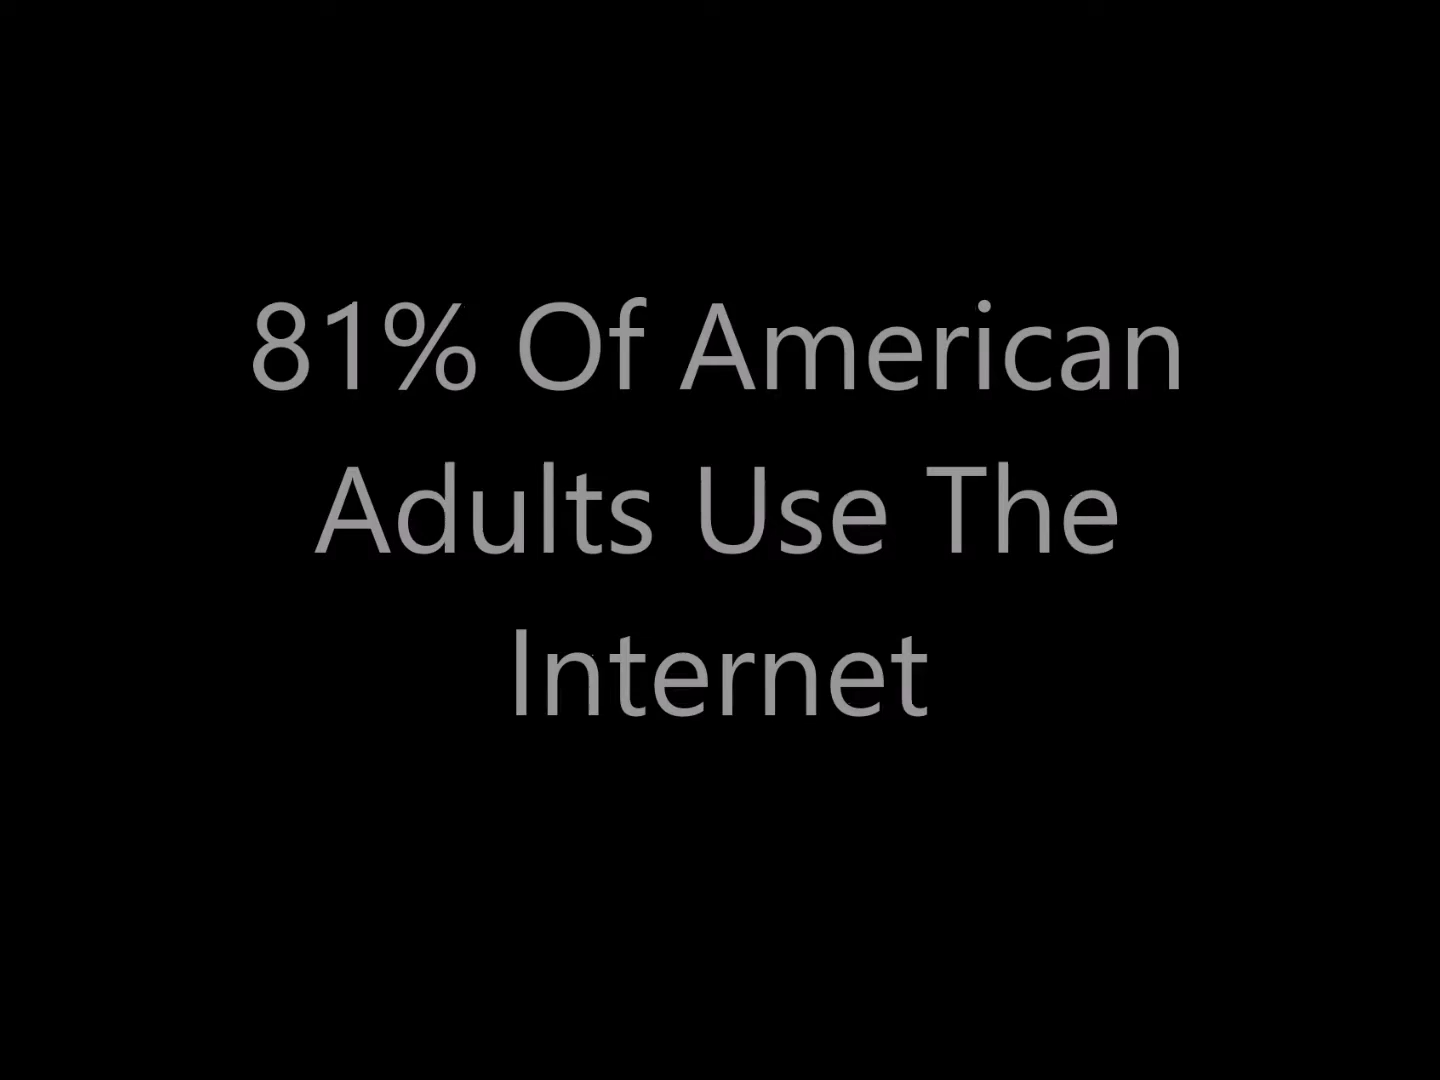 81% Of American
Adults Use The
Internet